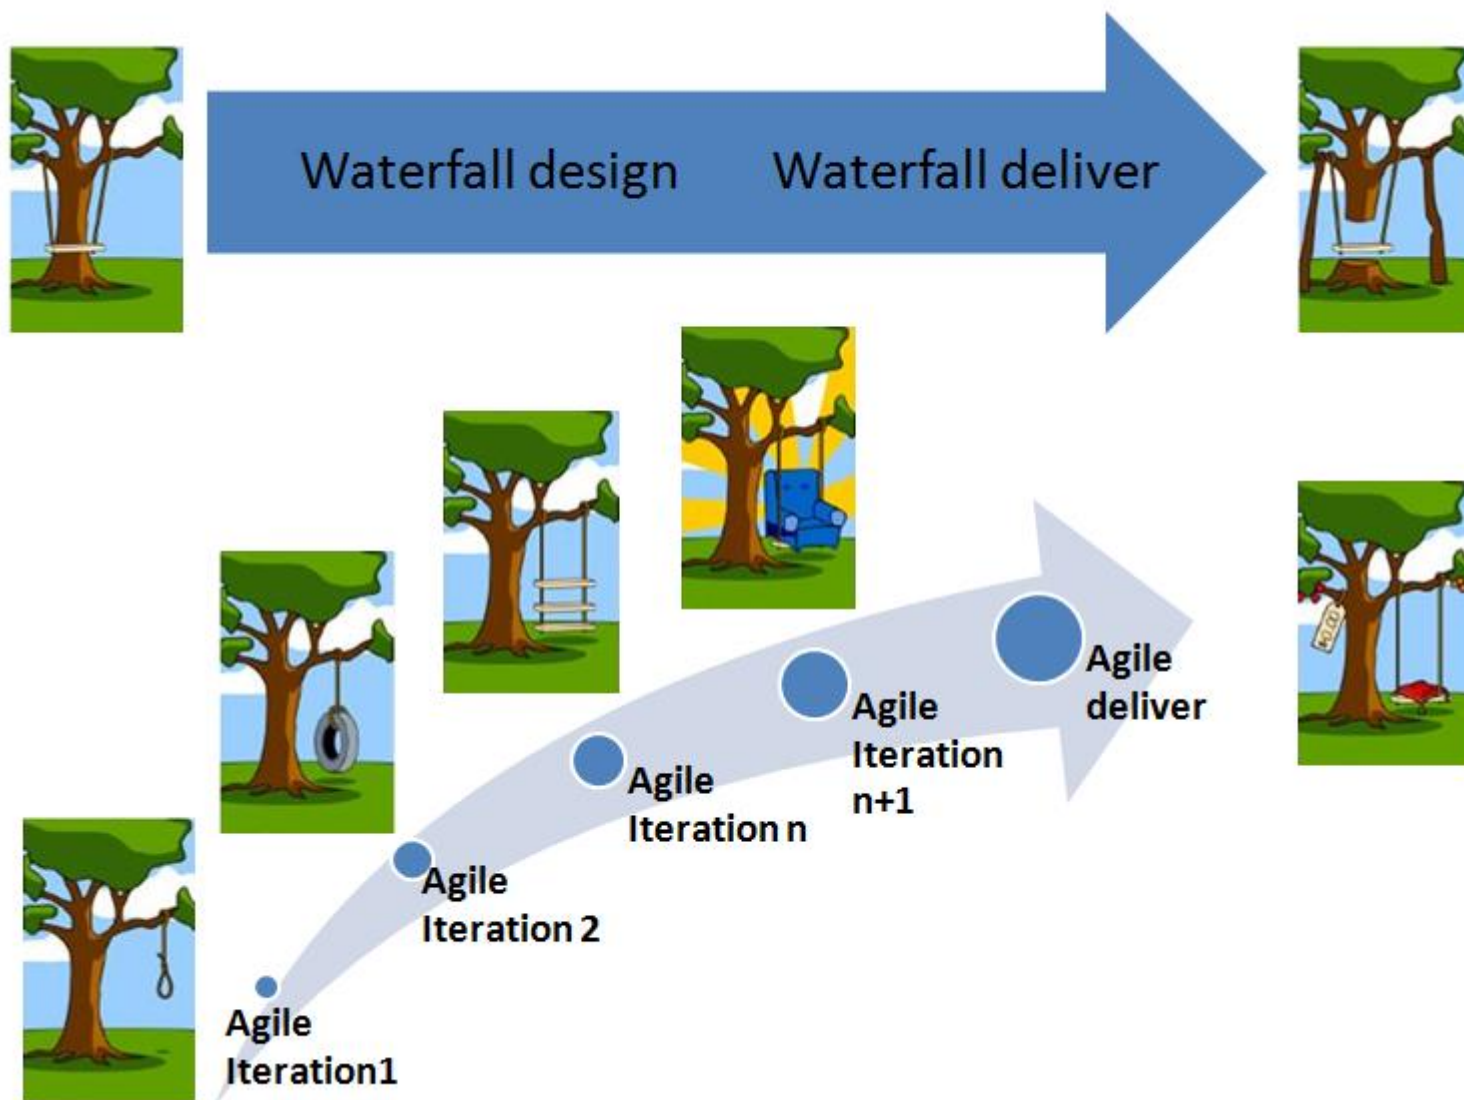 Waterfall design
Waterfall deliver
Agile
deliver
Agile
Iteration
n+1
Agile
Iteration n
Agile
Iteration 2
Agile
Iteration1